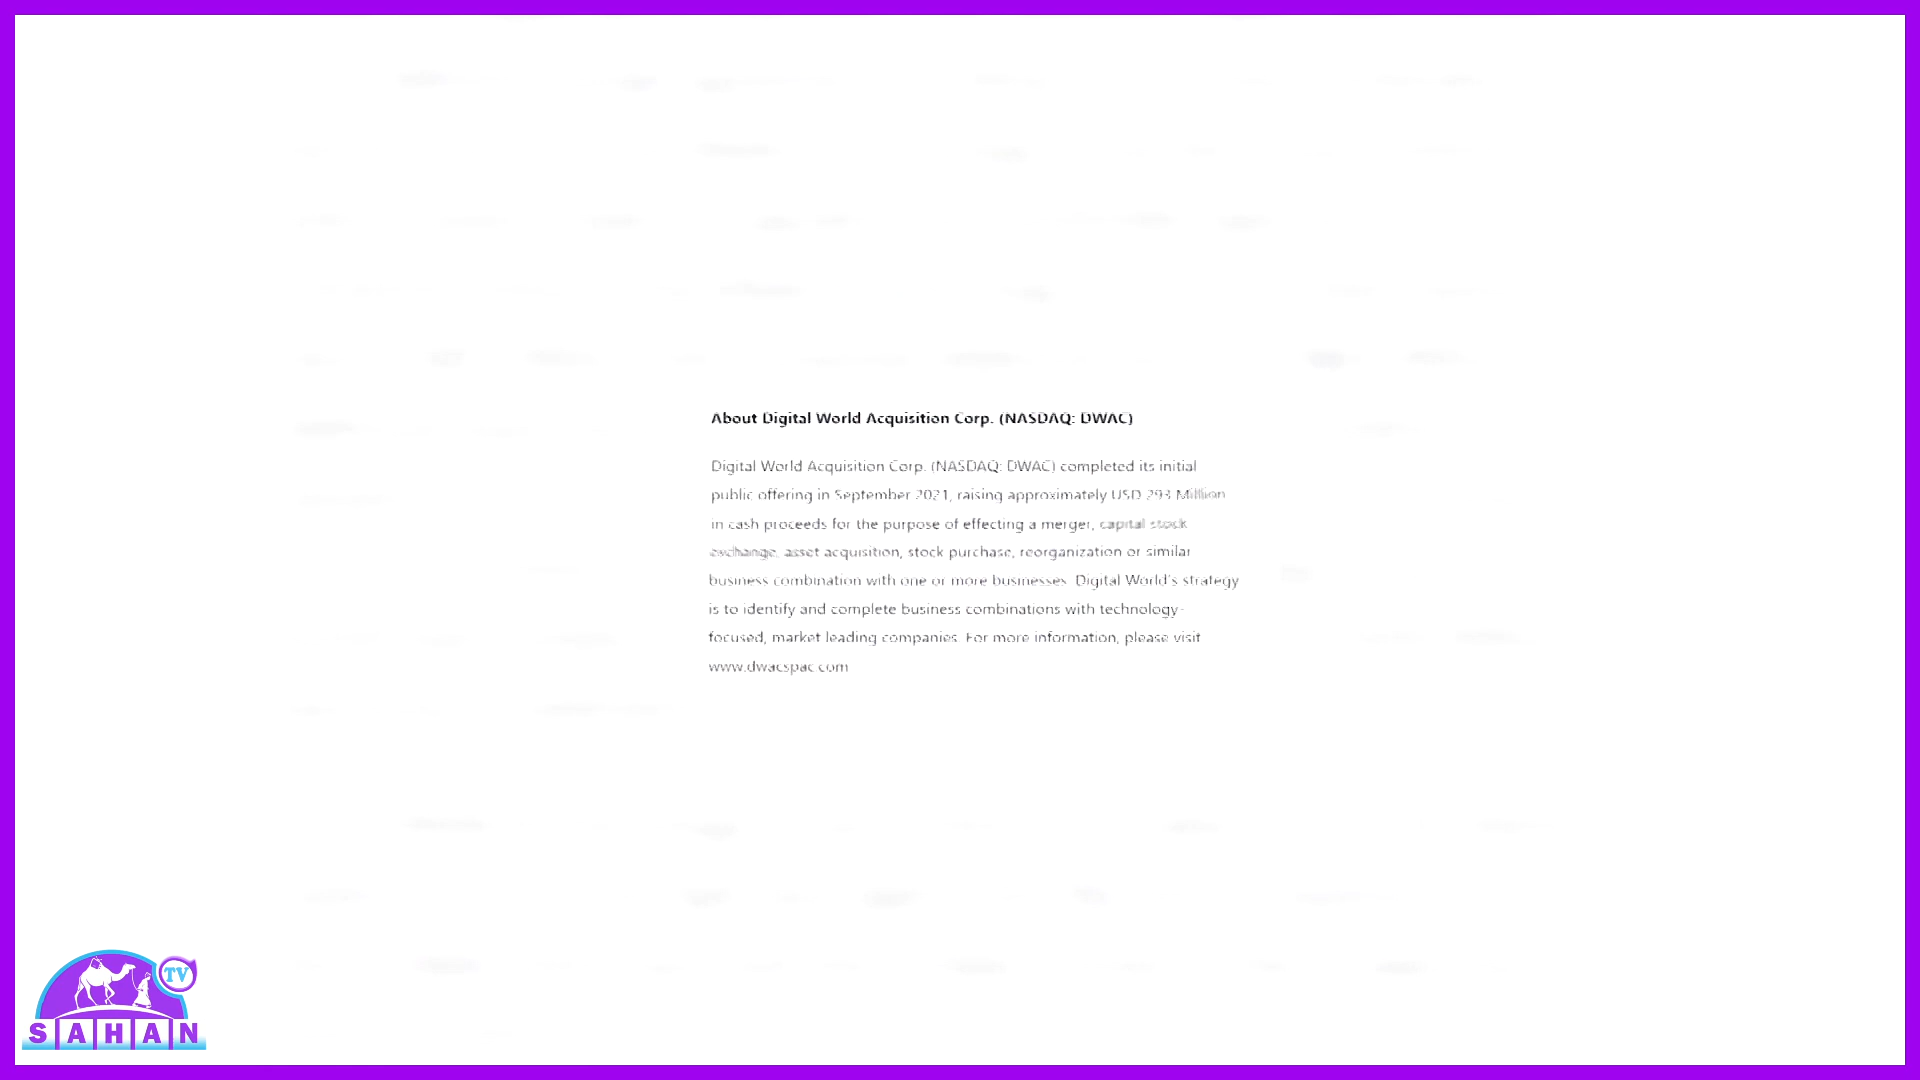 About Digital World Acquisition Corp. (NASDAQ: DWAC)
Digital World Acquisition Corp. (NASDAQ: DWAC) completed its initial
public offering in September 2021, raising approximately USD 293 Million
in cash proceeds for the purpose of effecting a merger, capital stock
exchange, asset acquisition, stock purchase, reorganization or similar
business combination with one or more businesses. Digital World's strategy
is to identify and complete business combinations with technology-
focused, market leading companies. For more information, please visit
www.dwacspac.com
TV
SAHAN